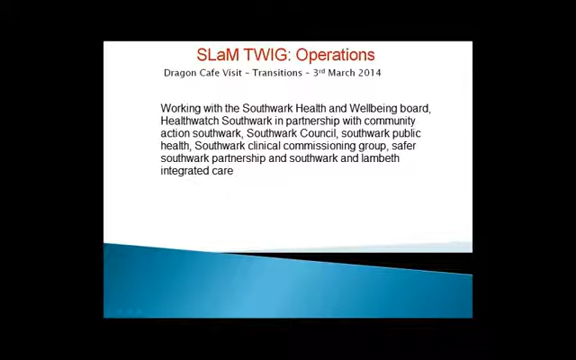 SLaM TWIG: Operations
Dragon Cafe Visit – Transitions – 3rd March 2014
Working with the Southwark Health and Wellbeing board,
Healthwatch Southwark in partnership with community
action southwark, Southwark Council, southwark public
health, Southwark clinical commissioning group, safer
southwark partnership and southwark and lambeth
integrated care